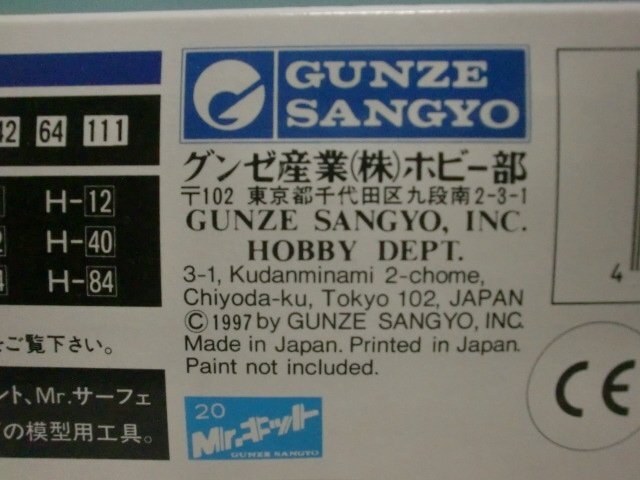 GUNZE
SANGYO
グンゼ産業(株)ホビー部
〒102 東京都千代田区九段南2-3-1
GUNZE SANGYO, INC.
HOBBY DEPT.
3-1, Kudanminami 2-chome,
Chiyoda-ku, Tokyo 102, JAPAN
©1997 by GUNZE SANGYO, INC.
Made in Japan. Printed in Japan.
Paint not included.
20
Mr.キット
GUNZE SANGYO
42 64 111
H-12
H-40
H-84
ご覧下さい。
ント、Mr.サーフェ
の模型用工具。
4
CE